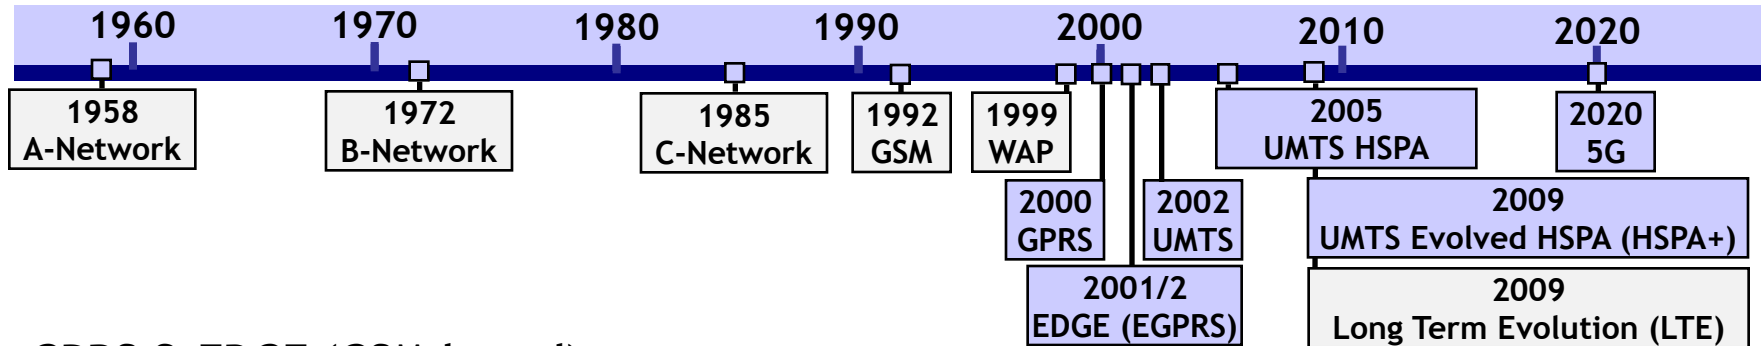 1960 1970 1980 1990 2000 2010 2020
1958
A-Network
1972
B-Network
1985
C-Network
1992
GSM
1999
WAP
2005
UMTS HSPA
2020
5G
2000
GPRS
2002
UMTS
2009
UMTS Evolved HSPA (HSPA+)
2001/2
EDGE (EGPRS)
2009
Long Term Evolution (LTE)